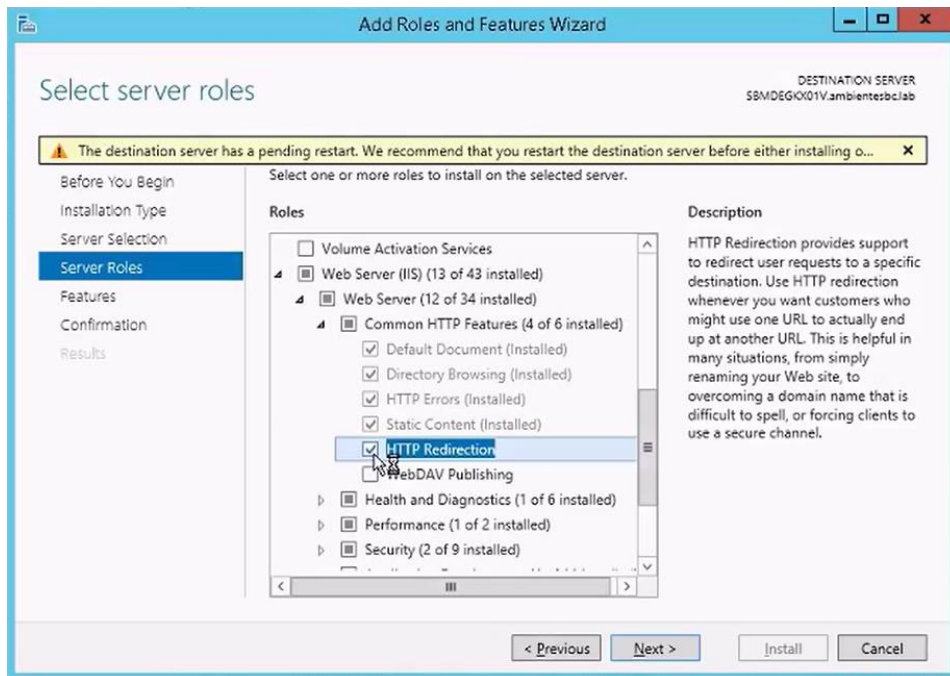 Add Roles and Features Wizard
Select server roles
DESTINATION SERVER
SBMDEGKX01V.ambientesbc.lab
The destination server has a pending restart. We recommend that you restart the destination server before either installing o...
Before You Begin
Installation Type
Server Selection
Server Roles
Features
Confirmation
Results
Select one or more roles to install on the selected server.
Roles
Volume Activation Services
Web Server (IIS) (13 of 43 installed)
Web Server (12 of 34 installed)
Common HTTP Features (4 of 6 installed)
Default Document (Installed)
Directory Browsing (Installed)
HTTP Errors (Installed)
Static Content (Installed)
HTTP Redirection
WebDAV Publishing
Health and Diagnostics (1 of 6 installed)
Performance (1 of 2 installed)
Security (2 of 9 installed)
Description
HTTP Redirection provides support
to redirect user requests to a specific
destination. Use HTTP redirection
whenever you want customers who
might use one URL to actually end
up at another URL. This is helpful in
many situations, from simply
renaming your Web site, to
overcoming a domain name that is
difficult to spell, or forcing clients to
use a secure channel.
< Previous
Next >
Install
Cancel